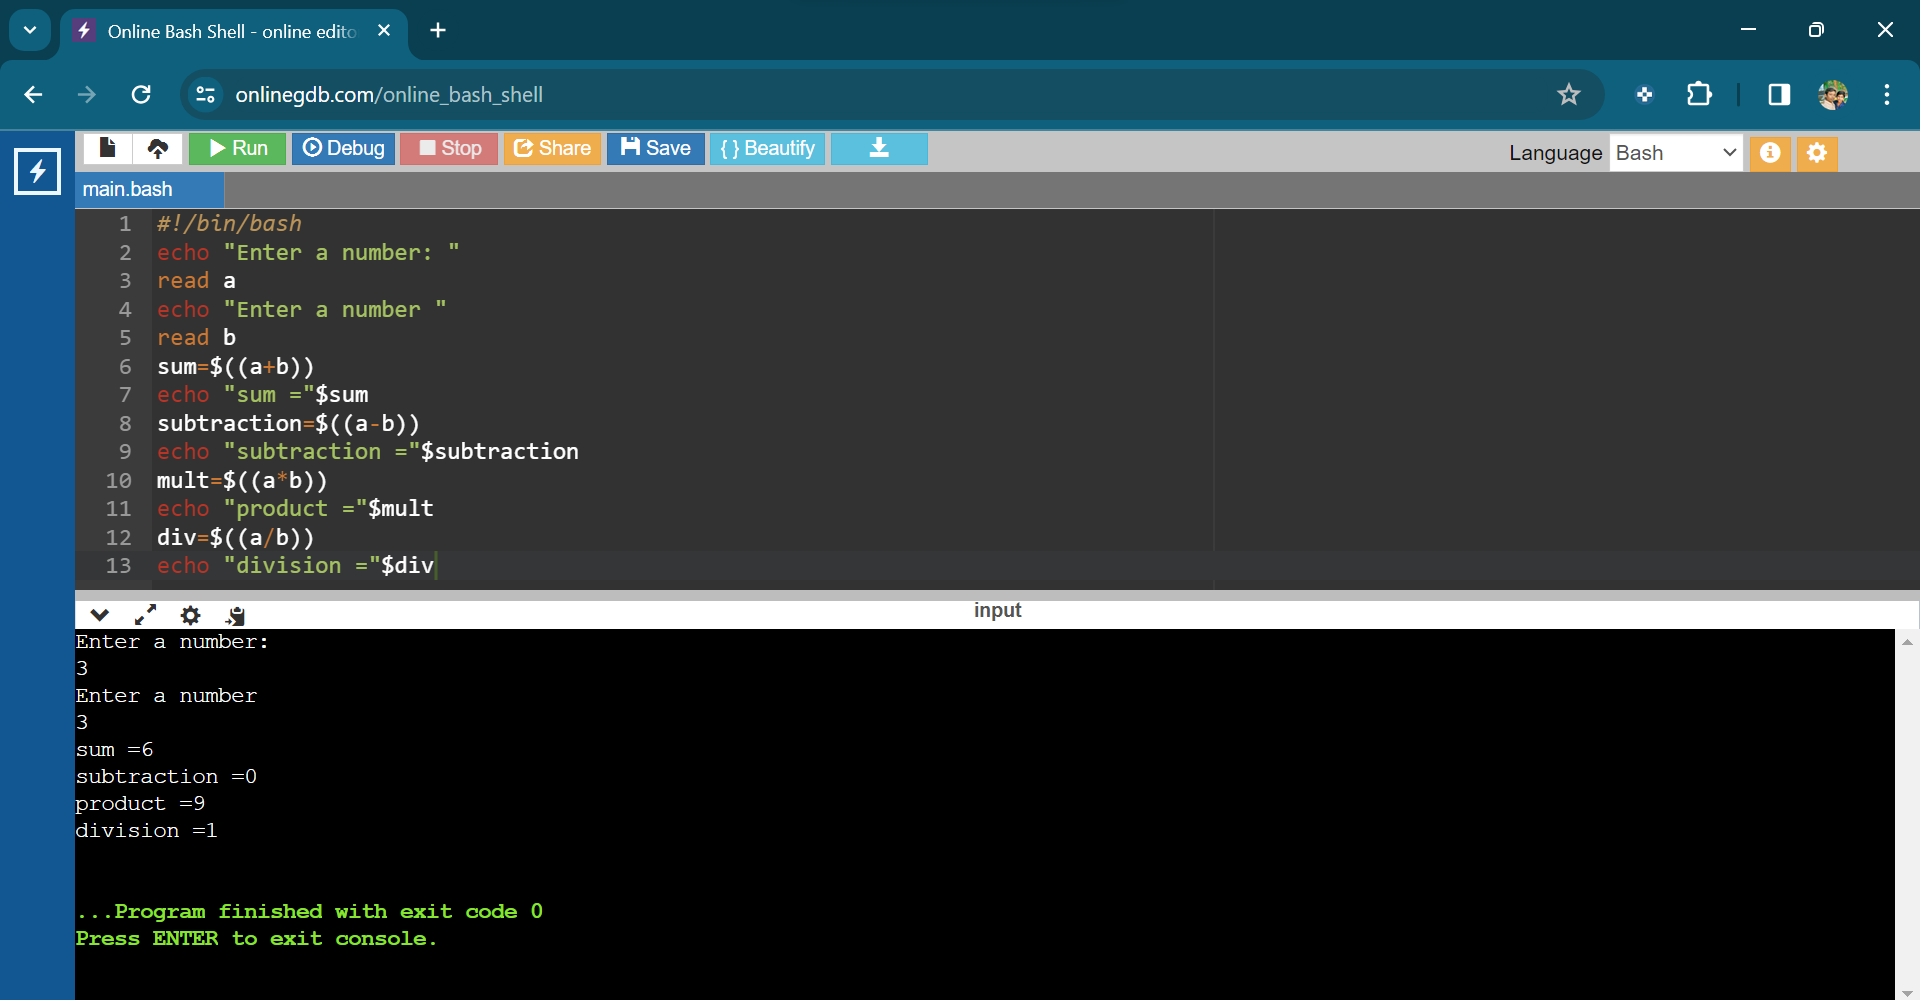 Online Bash Shell - online edito
onlinegdb.com/online_bash_shell
Run Debug Stop Share Save { } Beautify Language Bash
main.bash
1 #!/bin/bash
2 echo "Enter a number: "
3 read a
4 echo "Enter a number "
5 read b
6 sum=$((a+b))
7 echo "sum ="$sum
8 subtraction=$((a-b))
9 echo "subtraction ="$subtraction
10 mult=$((a*b))
11 echo "product ="$mult
12 div=$((a/b))
13 echo "division ="$div
input
Enter a number:
3
Enter a number
3
sum =6
subtraction =0
product =9
division =1
...Program finished with exit code 0
Press ENTER to exit console.